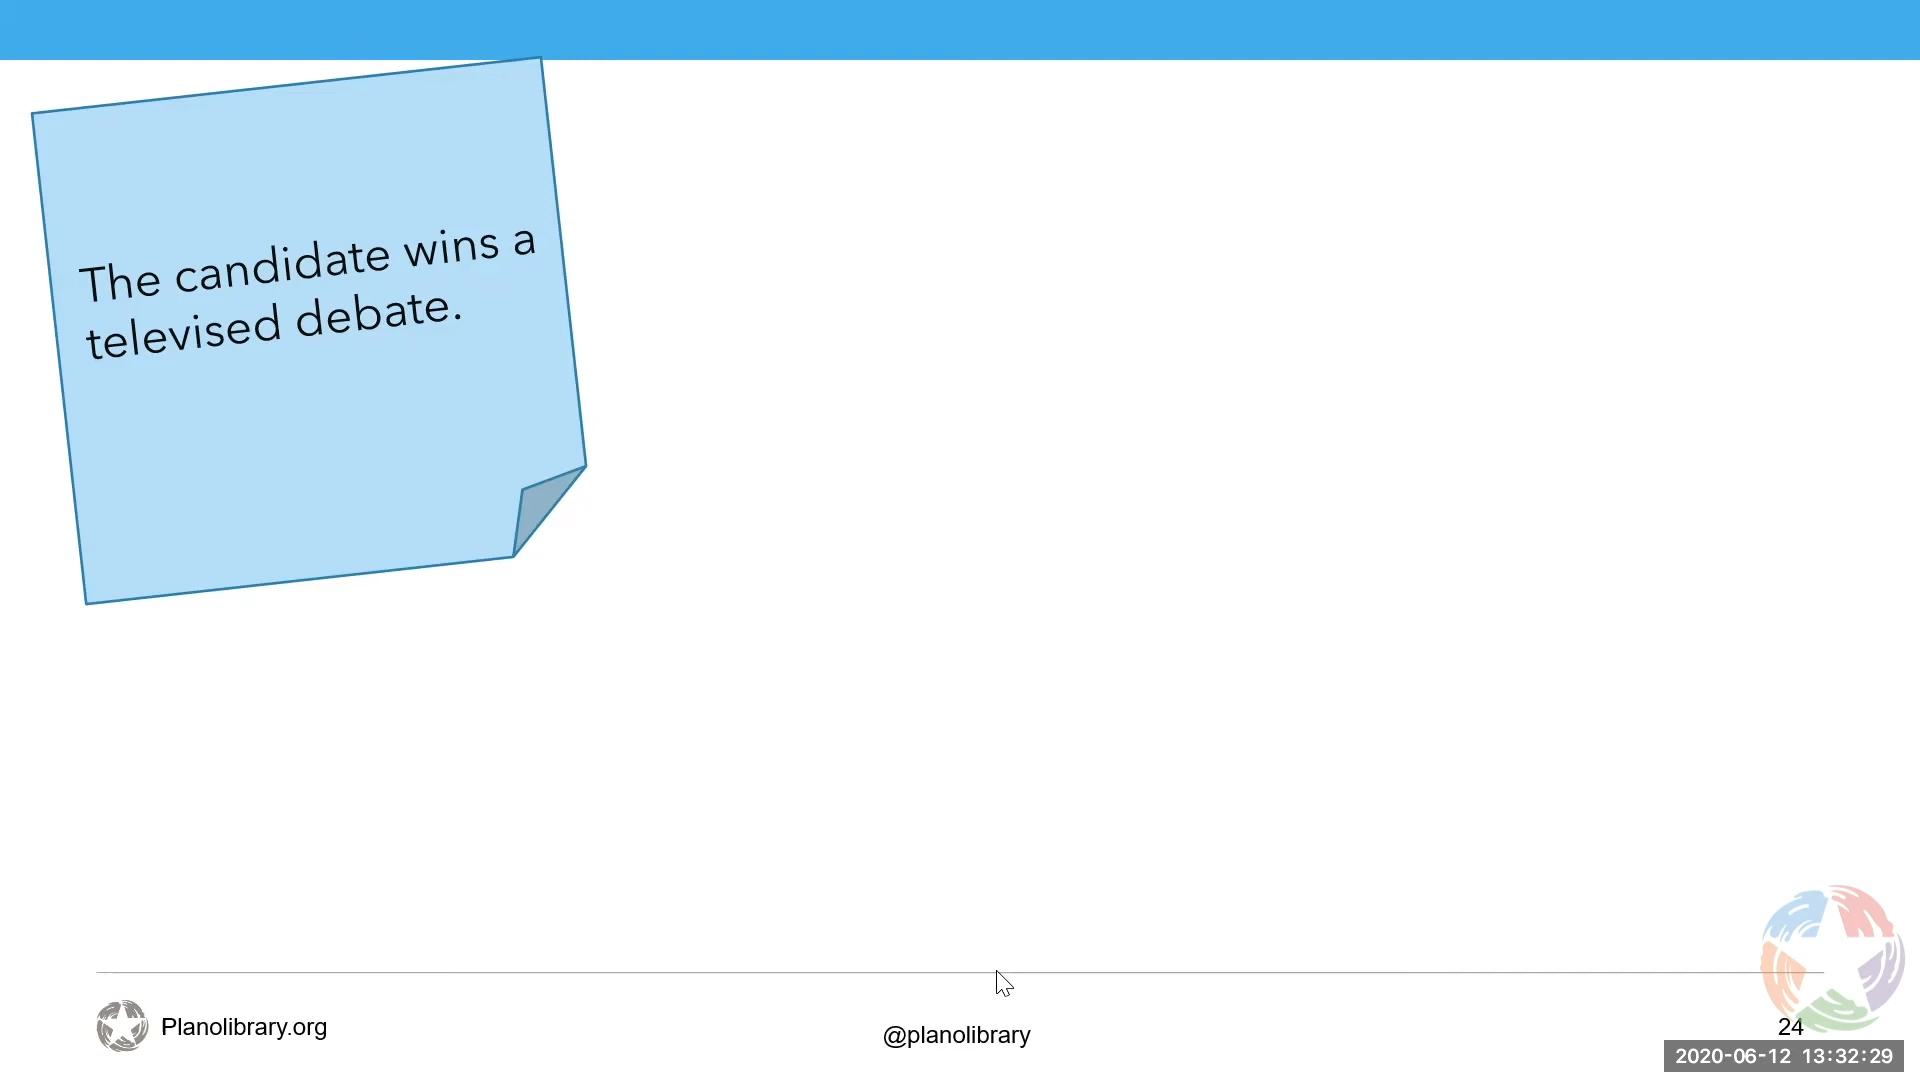 The candidate wins a
televised debate.
Planolibrary.org
@planolibrary
24
2020-06-12 13:32:29